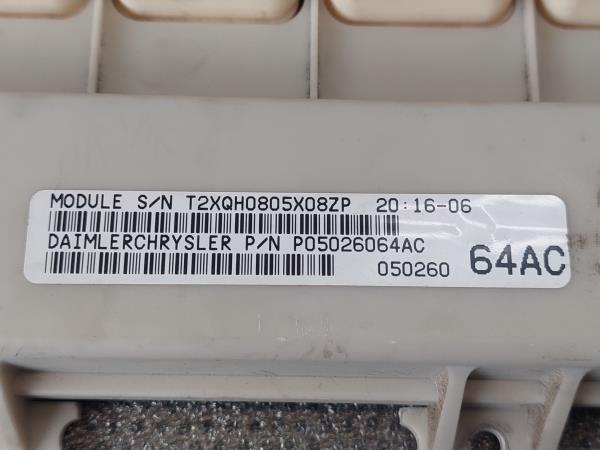 MODULE S/N T2XQH0805X08ZP 20:16-06
DAIMLERCHRYSLER P/N P05026064AC
050260 64AC